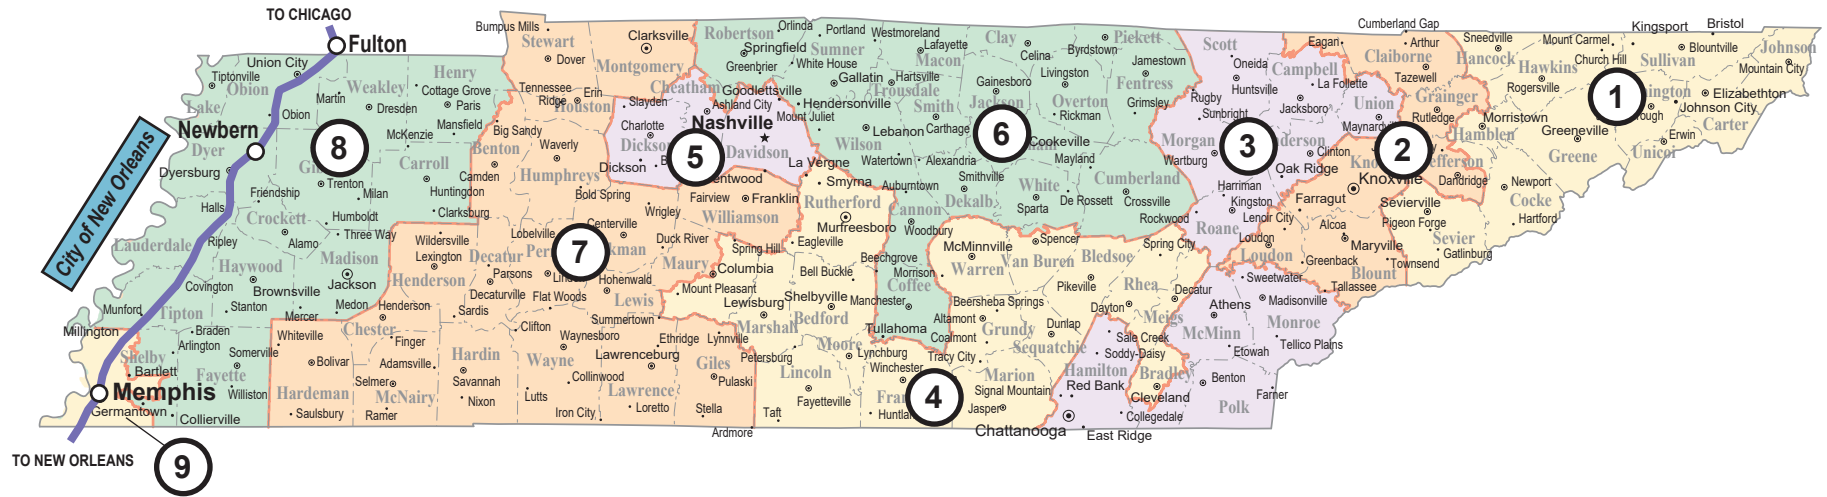 TO CHICAGO
Fulton
Union City
Tiptonville
Obion
Lake
Martin
Weakley
Henry
Cottage Grove
Paris
Dresden
Obion
Mansfield
McKenzie
Newbern
Dyer
8
Dyersburg
Carroll
Trenton
Milan
Huntingdon
Friendship
Halls
Crockett
Humboldt
Three Way
Clarksburg
City of New Orleans
Lauderdale
Ripley
Alamo
Haywood
Madison
Jackson
Covington
Brownsville
Stanton
Medon
Mercer
Munford
Tipton
Millington
Braden
Arlington
Shelby
Somerville
Fayette
Bartlett
Williston
Memphis
Germantown
Collierville
TO NEW ORLEANS
9
Bumpus Mills
Stewart
Dover
Clarksville
Montgomery
Tennessee
Ridge
Erin
Houston
Big Sandy
Benton
Waverly
Humphreys
Camden
Bold Spring
Wildersville
Lexington
Henderson
Lobelville
Decatur
Parsons
Decaturville
Flat Woods
7
Centerville
Wrigley
Duck River
Hohenwald
Lewis
Summertown
Henderson
Sardis
Clifton
Chester
Finger
Adamsville
Whiteville
Bolivar
Hardeman
Saulsbury
Selmer
McNairy
Ramer
Hardin
Savannah
Nixon
Waynesboro
Wayne
Collinwood
Lutts
Iron City
Ethridge
Lawrenceburg
Lawrence
Loretto
Lynnville
Giles
Pulaski
Stella
Ardmore
Cheatham
Slayden
Charlotte
Dickson
Dickson
Goodlettsville
Ashland City
Nashville
Davidson
5
Fairview
Franklin
Williamson
La Vergne
Smyrna
Rutherford
Murfreesboro
Eagleville
Spring Hill
Maury
Columbia
Mount Pleasant
Bell Buckle
Lewisburg
Shelbyville
Marshall
Bedford
Moore
Petersburg
Lynchburg
Winchester
Lincoln
Fayetteville
Taft
4
Robertson
Orlinda
Portland
Westmoreland
Springfield
Greenbrier
White House
Sumner
Lafayette
Macon
Gallatin
Hartsville
Trousdale
Hendersonville
Mount Juliet
Smith
Carthage
Lebanon
Wilson
Watertown
Alexandria
Smithville
Auburntown
Dekalb
Cannon
Woodbury
Clay
Celina
Pickett
Byrdstown
Livingston
Jamestown
Fentress
Gainesboro
Jackson
Overton
Rickman
Grimsley
6
Cookeville
Mayland
White
Sparta
De Rossett
Cumberland
Crossville
Beechgrove
Morrison
Coffee
Manchester
Tullahoma
McMinnville
Warren
Spencer
Van Buren
Bledsoe
Pikeville
Beersheba Springs
Altamont
Grundy
Coalmont
Tracy City
Dunlap
Sequatchie
Marion
Signal Mountain
Jasper
Chattanooga
Spring City
Rhea
Decatur
Dayton
Meigs
Sale Creek
Soddy-Daisy
Hamilton
Red Bank
Bradley
Cleveland
Collegedale
East Ridge
Scott
Oneida
Huntsville
Rugby
Sunbright
Morgan
Wartburg
3
Campbell
La Follette
Jacksboro
Clinton
Oak Ridge
Harriman
Kingston
Rockwood
Roane
Union
Maynardville
Lenoir City
Loudon
Loudon
Sweetwater
Athens
Madisonville
McMinn
Monroe
Tellico Plains
Etowah
Benton
Polk
Farner
Cumberland Gap
Eagan
Arthur
Claiborne
Tazewell
Grainger
Rutledge
2
Knoxville
Dandridge
Farragut
Alcoa
Maryville
Greenback
Blount
Townsend
Tallassee
Sevierville
Pigeon Forge
Sevier
Gatlinburg
Sneedville
Hancock
Mount Carmel
Church Hill
Kingsport
Bristol
Blountville
Sullivan
Johnson
Mountain City
Hawkins
Rogersville
1
Elizabethton
Johnson City
Carter
Morristown
Hamblen
Greeneville
Greene
Erwin
Unicoi
Newport
Cocke
Hartford